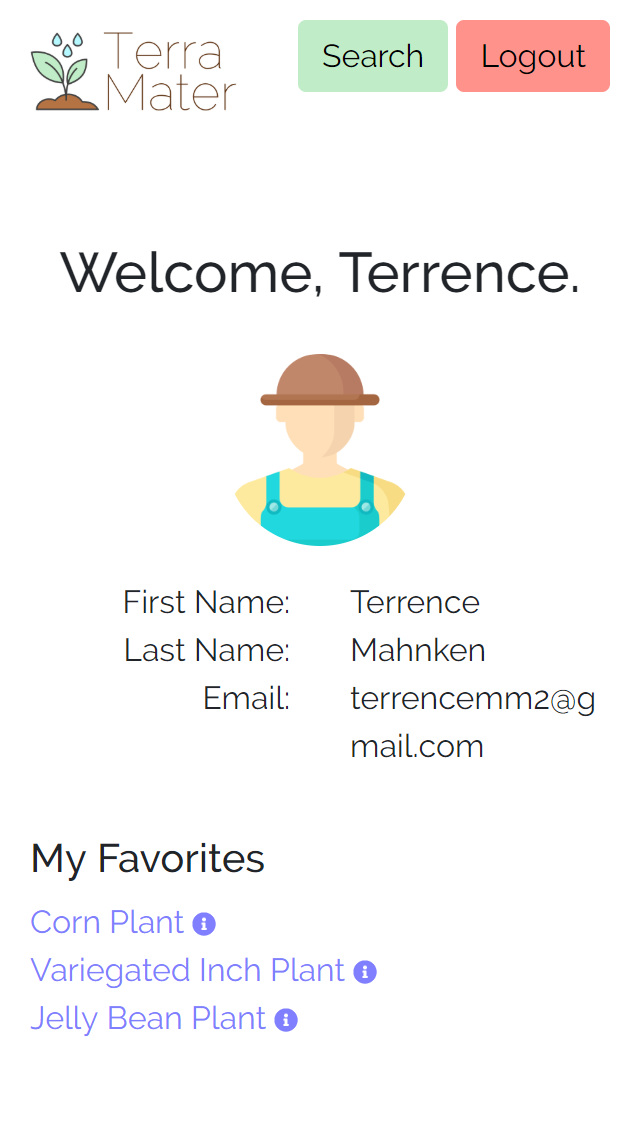 Terra
Mater
Search
Logout
Welcome, Terrence.
First Name: Terrence
Last Name: Mahnken
Email: terrencemm2@g
mail.com
My Favorites
Corn Plant
Variegated Inch Plant
Jelly Bean Plant